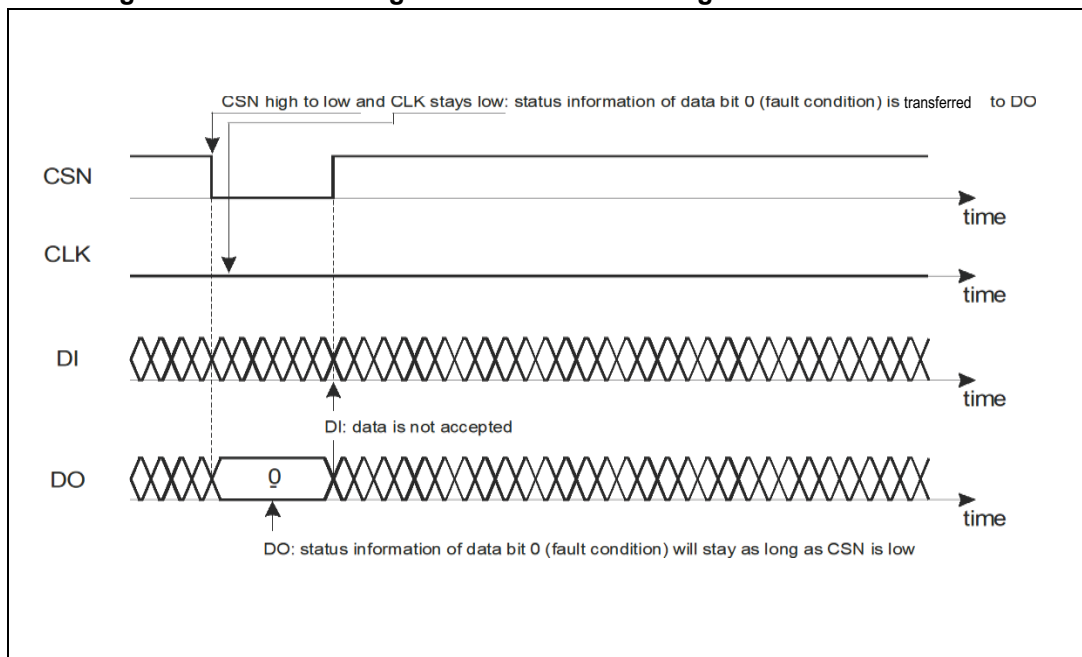 CSN high to low and CLK stays low: status information of data bit 0 (fault condition) is transferred to DO
CSN
time
CLK
time
DI
time
DI: data is not accepted
DO
0
time
DO: status information of data bit 0 (fault condition) will stay as long as CSN is low